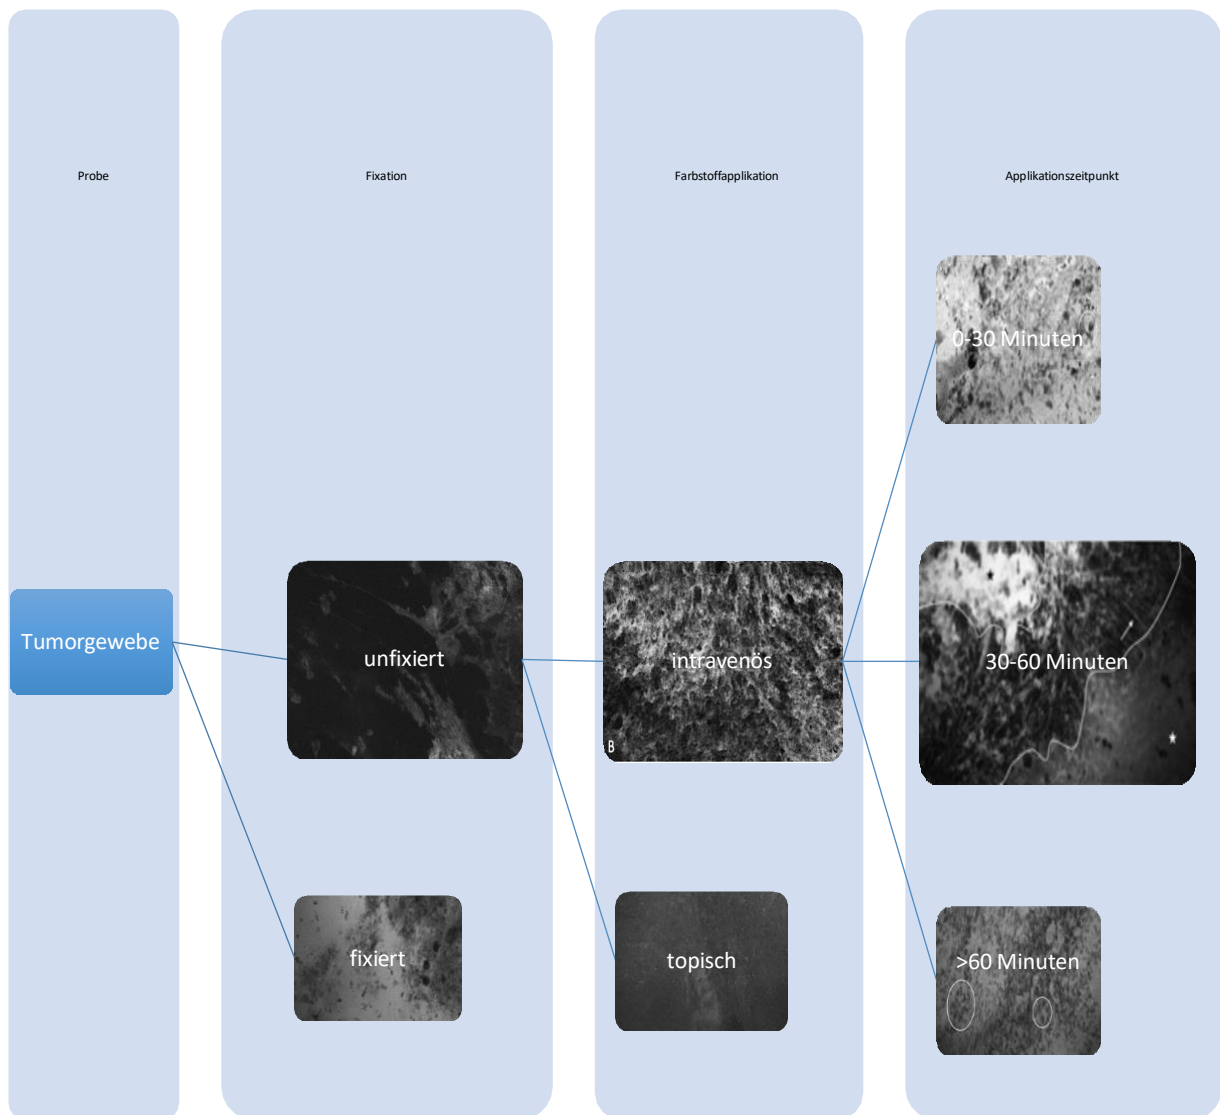 Probe
Fixation
Farbstoffapplikation
Applikationszeitpunkt
0-30 Minuten
Tumorgewebe
unfixiert
intravenös
B
30-60 Minuten
fixiert
topisch
>60 Minuten